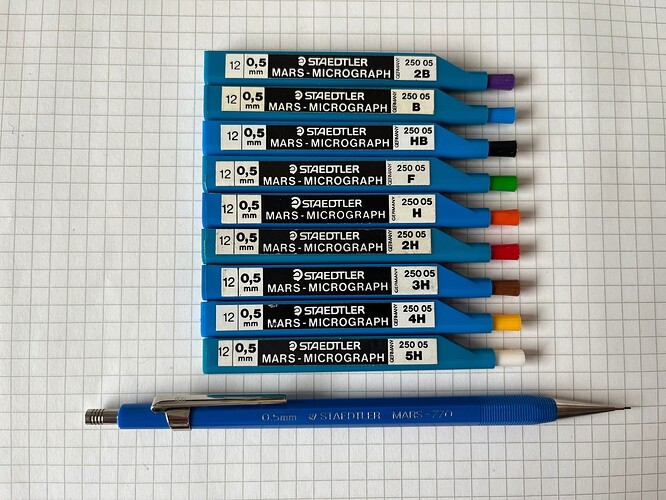 12 0,5 mm STAEDTLER MARS-MICROGRAPH GERMANY 250 05 2B
12 0,5 mm STAEDTLER MARS-MICROGRAPH GERMANY 250 05 B
12 0,5 mm STAEDTLER MARS-MICROGRAPH GERMANY 250 05 HB
12 0,5 mm STAEDTLER MARS-MICROGRAPH GERMANY 250 05 F
12 0,5 mm STAEDTLER MARS-MICROGRAPH GERMANY 250 05 H
12 0,5 mm STAEDTLER MARS-MICROGRAPH GERMANY 250 05 2H
12 0,5 mm STAEDTLER MARS-MICROGRAPH GERMANY 250 05 3H
12 0,5 mm STAEDTLER MARS-MICROGRAPH GERMANY 250 05 4H
12 0,5 mm STAEDTLER MARS-MICROGRAPH GERMANY 250 05 5H
0.5mm STAEDTLER MARS-770